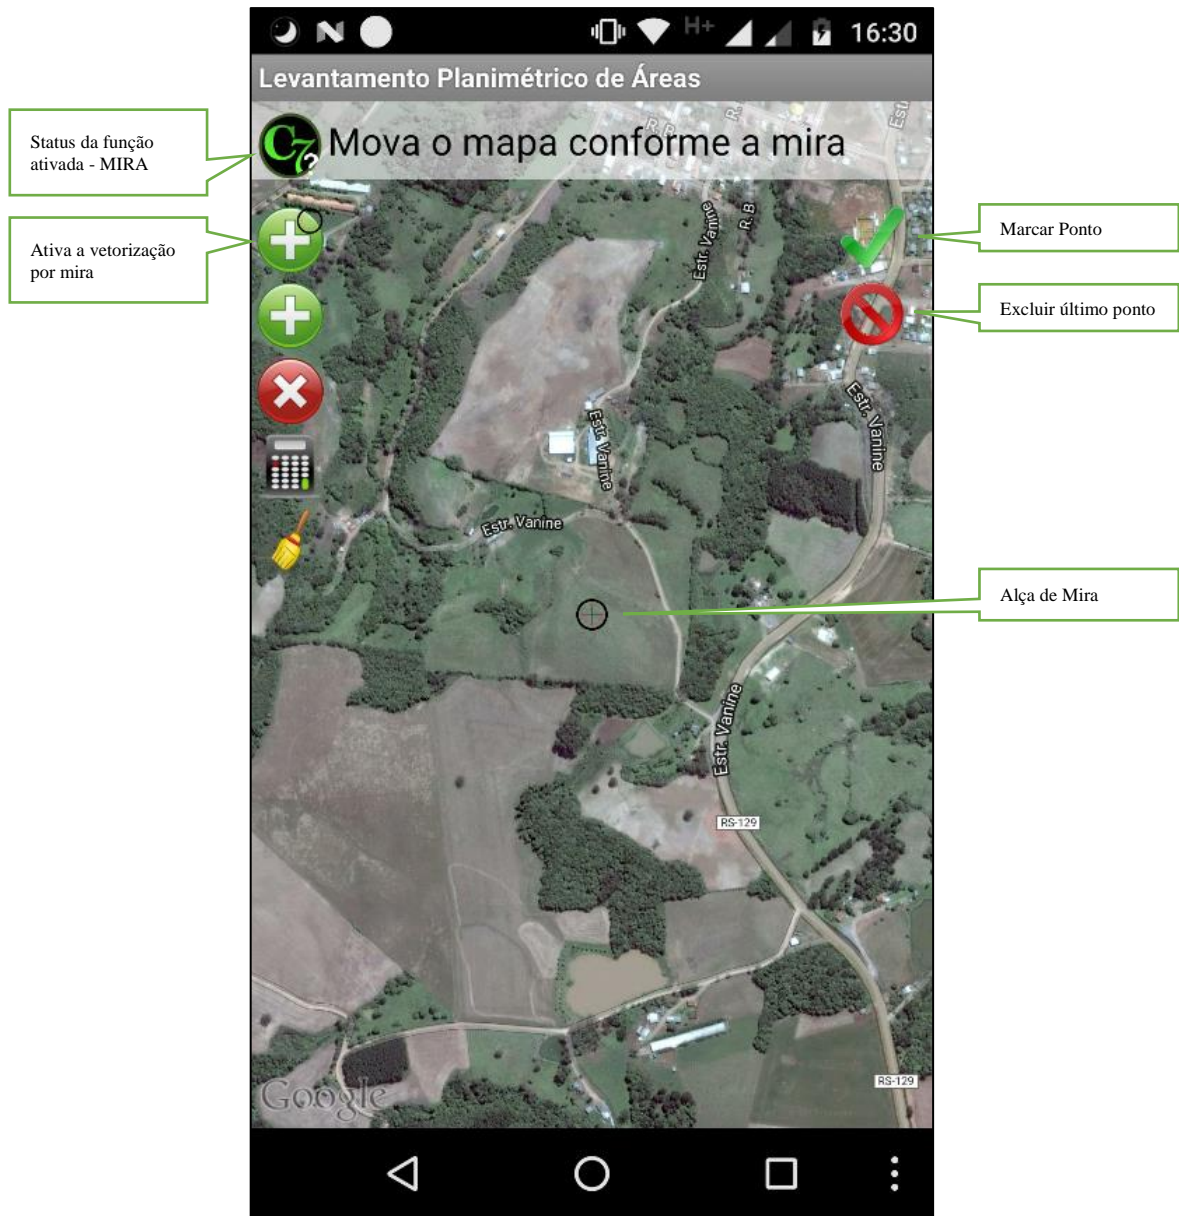 H+
16:30
Levantamento Planimétrico de Áreas
C7?
Mova o mapa conforme a mira
Status da função
ativada - MIRA
Ativa a vetorização
por mira
Marcar Ponto
Excluir último ponto
Alça de Mira
R. B
R.
Estr.
Estr. Vanine
R. B
Estr. Vanine
Estr. Vanine
Estr. Vanine
Estr. Vanine
RS-129
RS-129
Google